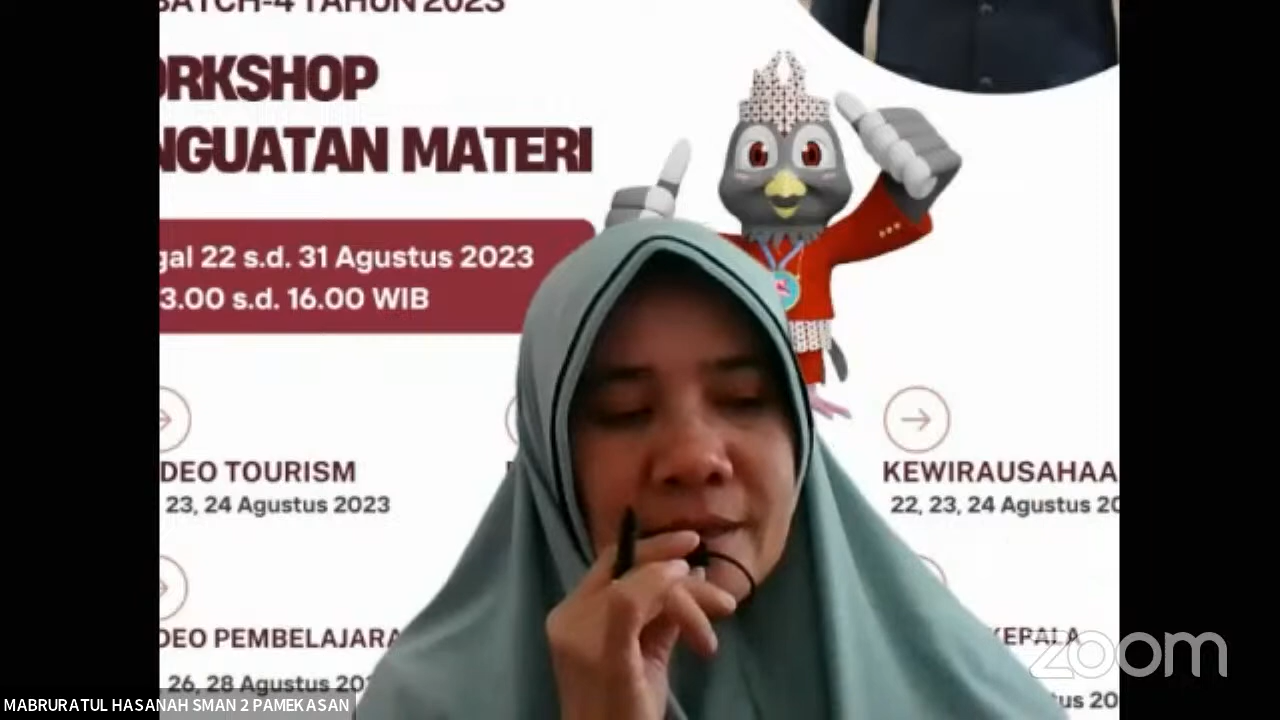 BATCH-4 TAHUN 2023
ORKSHOP
NGUATAN MATERI
gal 22 s.d. 31 Agustus 2023
3.00 s.d. 16.00 WIB
DEO TOURISM
23, 24 Agustus 2023
KEWIRAUSAHAA
22, 23, 24 Agustus 20
DEO PEMBELAJARA
26, 28 Agustus 20
KEPALA
us 20
zoom
MABRURATUL HASANAH SMAN 2 PAMEKASAN